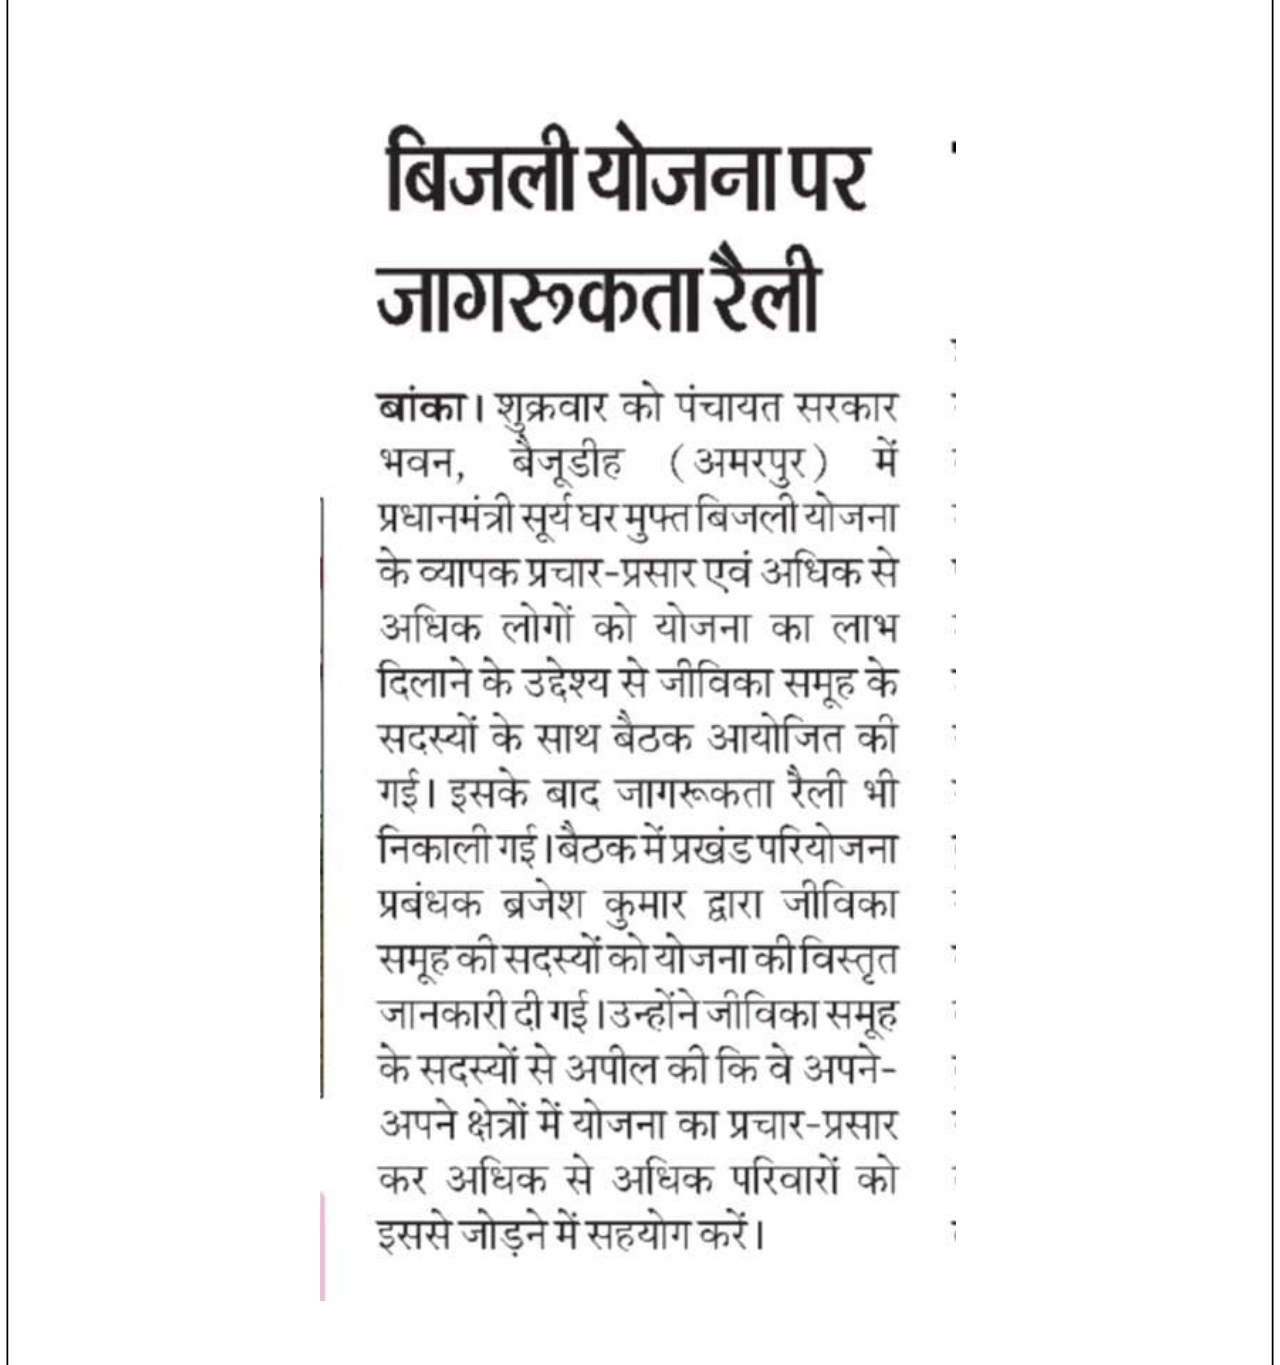 बिजली योजना पर
जागरूकता रैली
बांका। शुक्रवार को पंचायत सरकार
भवन, बैजूडीह (अमरपुर) में
प्रधानमंत्री सूर्य घर मुफ्त बिजली योजना
के व्यापक प्रचार-प्रसार एवं अधिक से
अधिक लोगों को योजना का लाभ
दिलाने के उद्देश्य से जीविका समूह के
सदस्यों के साथ बैठक आयोजित की
गई। इसके बाद जागरूकता रैली भी
निकाली गई। बैठक में प्रखंड परियोजना
प्रबंधक ब्रजेश कुमार द्वारा जीविका
समूह की सदस्यों को योजना की विस्तृत
जानकारी दी गई। उन्होंने जीविका समूह
के सदस्यों से अपील की कि वे अपने-
अपने क्षेत्रों में योजना का प्रचार-प्रसार
कर अधिक से अधिक परिवारों को
इससे जोड़ने में सहयोग करें।